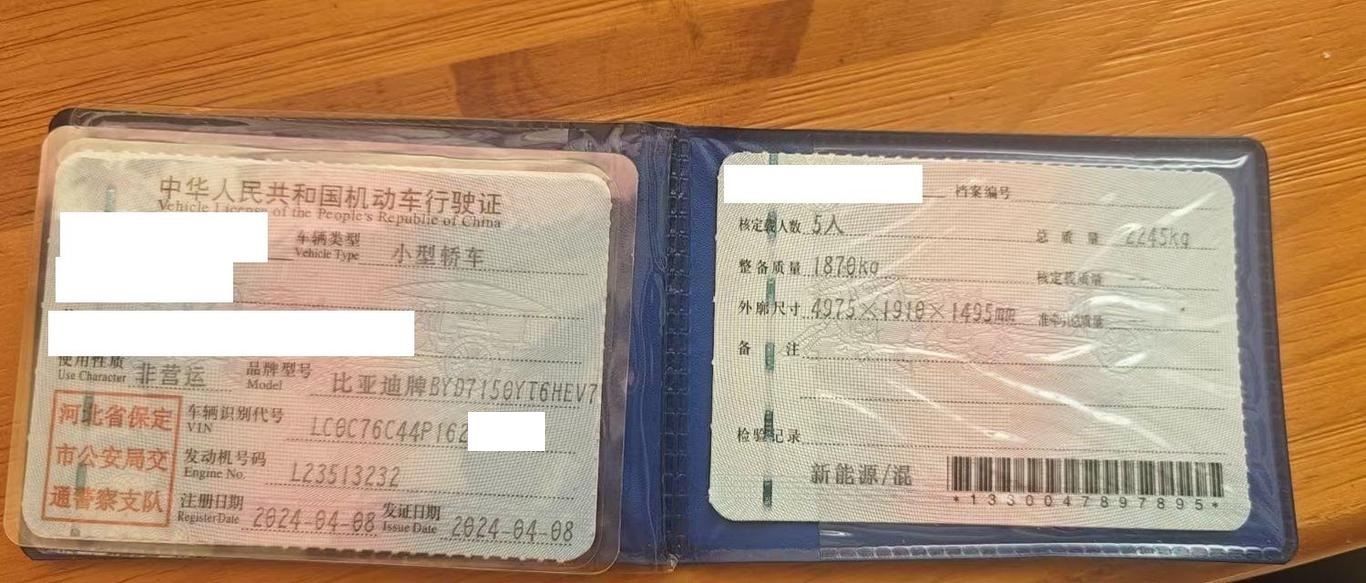 中华人民共和国机动车行驶证
Vehicle License of the People's Republic of China
车辆类型 小型轿车
Vehicle Type
使用性质 非营运
Use Character
品牌型号 比亚迪牌BYD7150YT6HEV7
Model
河北省保定
市公安局交
通警察支队
车辆识别代号 LC0C76C44P162
VIN
发动机号码 L23513232
Engine No.
注册日期 2024-04-08
Register Date
发证日期 2024-04-08
Issue Date
档案编号
核定载人数 5人
总质量 2245kg
整备质量 1870kg
核定载质量
外廓尺寸 4975×1910×1495mm
准牵引总质量
备注
检验记录
新能源/混
*1330047897895*